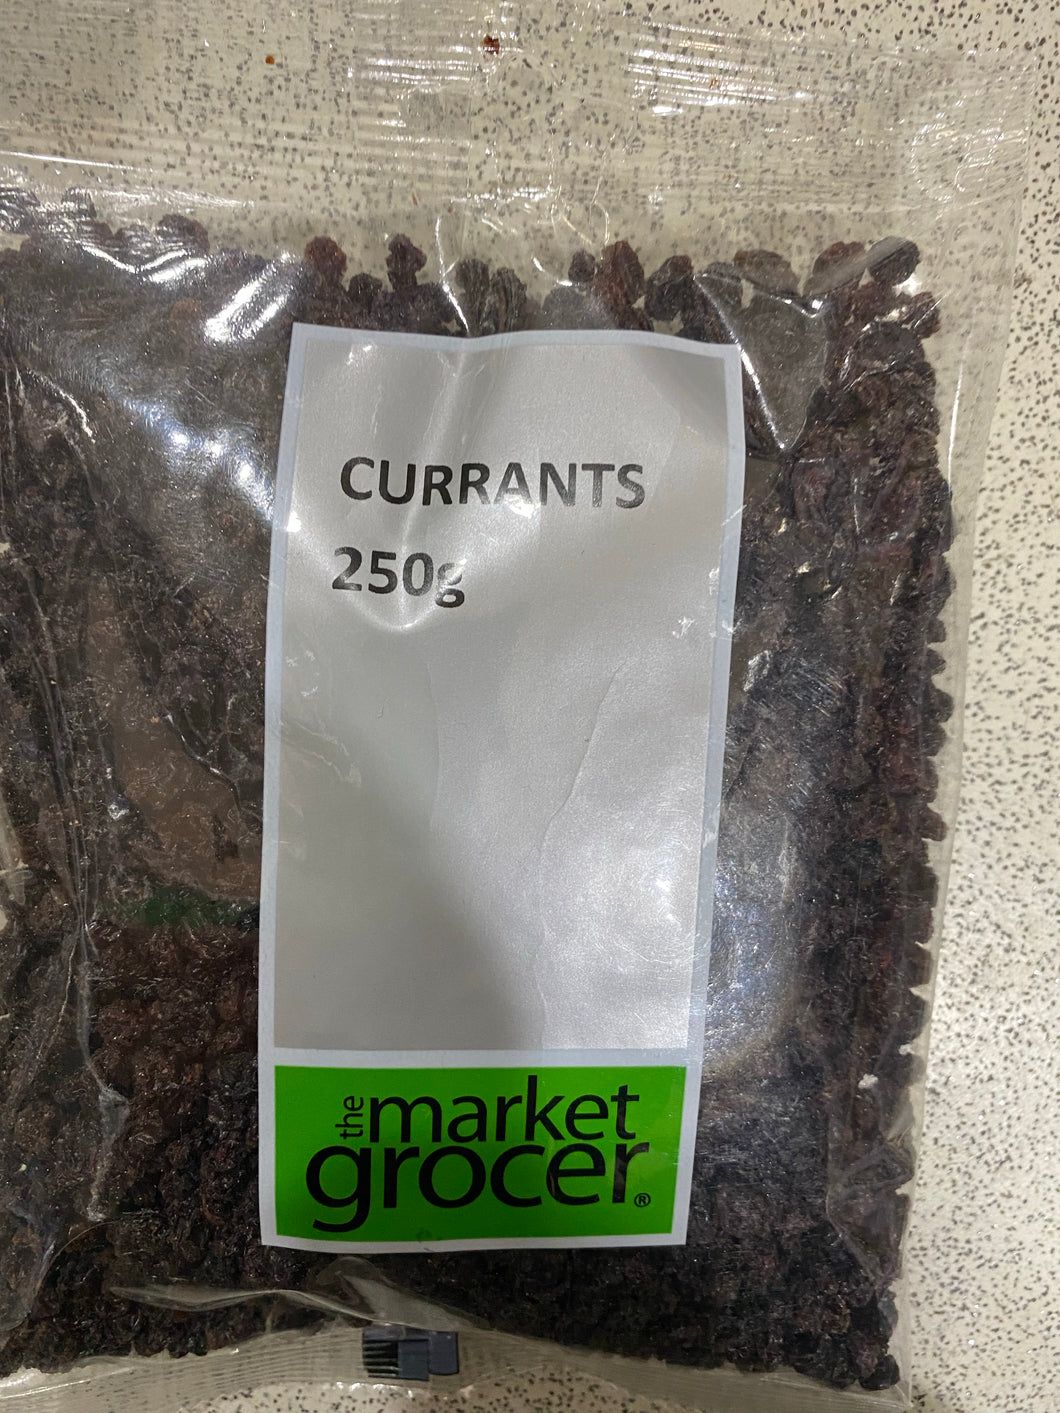 CURRANTS
250g
the market
grocer®